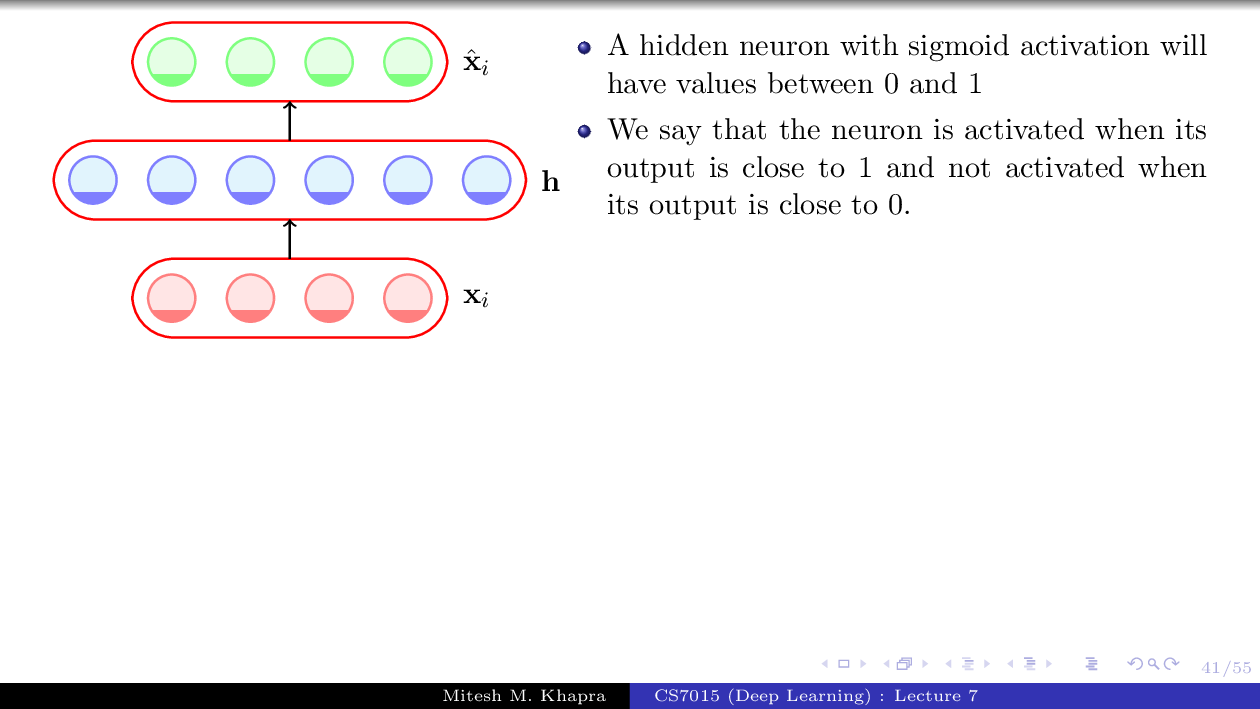 x̂ᵢ
h
xᵢ
A hidden neuron with sigmoid activation will
have values between 0 and 1
We say that the neuron is activated when its
output is close to 1 and not activated when
its output is close to 0.
41/55
Mitesh M. Khapra
CS7015 (Deep Learning) : Lecture 7